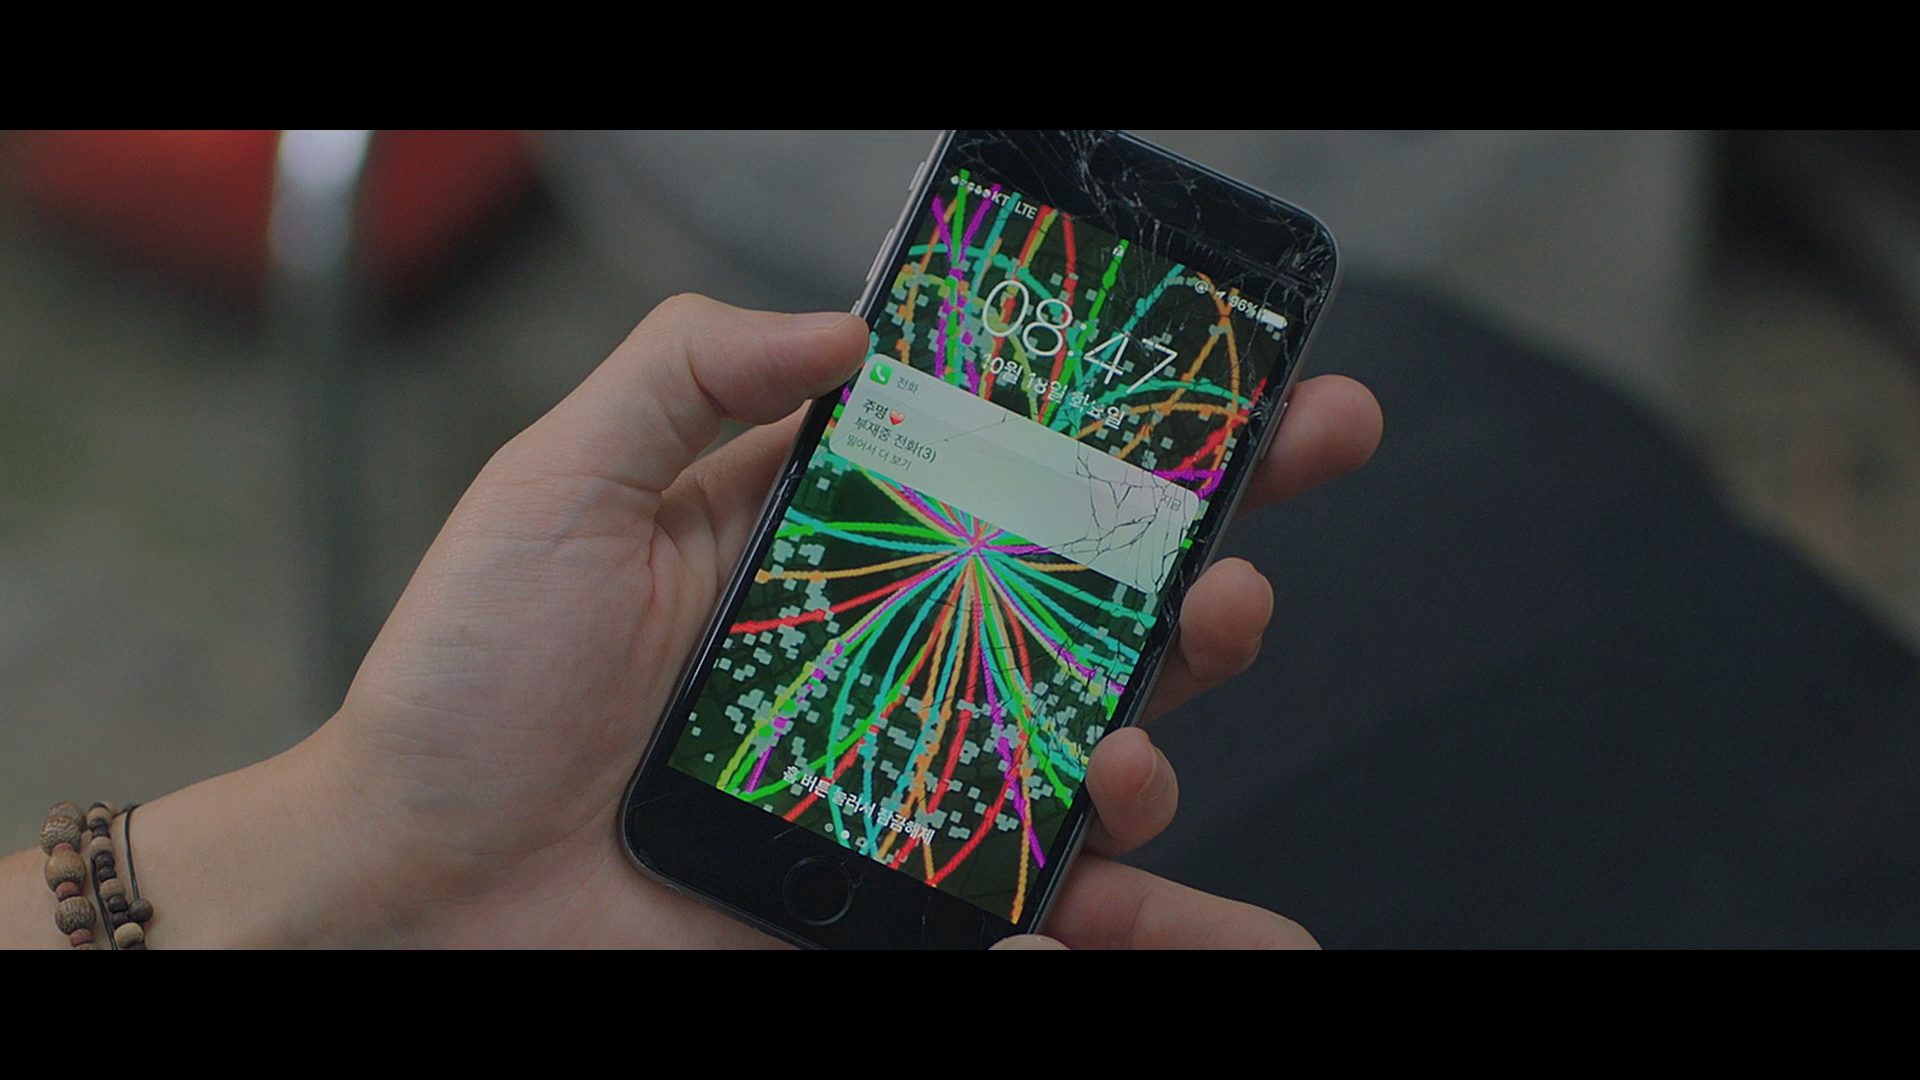 KT LTE
96%
08:47
10월 18일 화요일
전화
지금
주명❤️
부재중 전화(3)
밀어서 더 보기
홈 버튼 눌러서 잠금해제